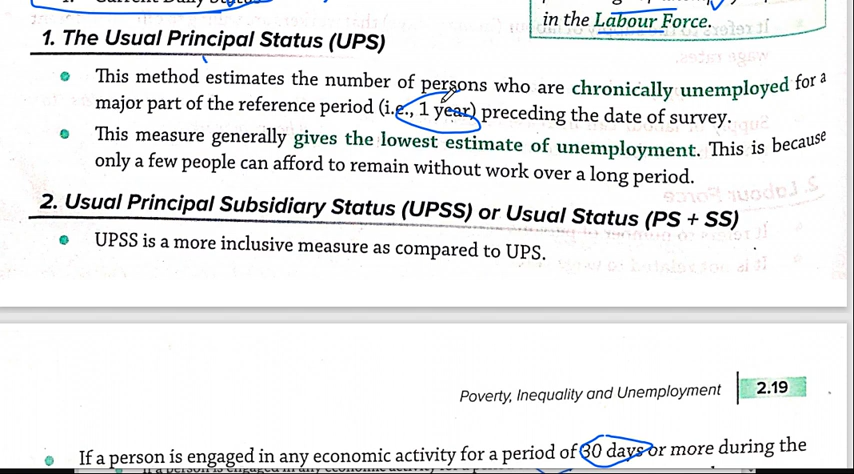 in the Labour Force.
1. The Usual Principal Status (UPS)
This method estimates the number of persons who are chronically unemployed for a
major part of the reference period (i.e., 1 year) preceding the date of survey.
This measure generally gives the lowest estimate of unemployment. This is because
only a few people can afford to remain without work over a long period.
2. Usual Principal Subsidiary Status (UPSS) or Usual Status (PS + SS)
UPSS is a more inclusive measure as compared to UPS.
Poverty, Inequality and Unemployment 2.19
If a person is engaged in any economic activity for a period of 30 days or more during the